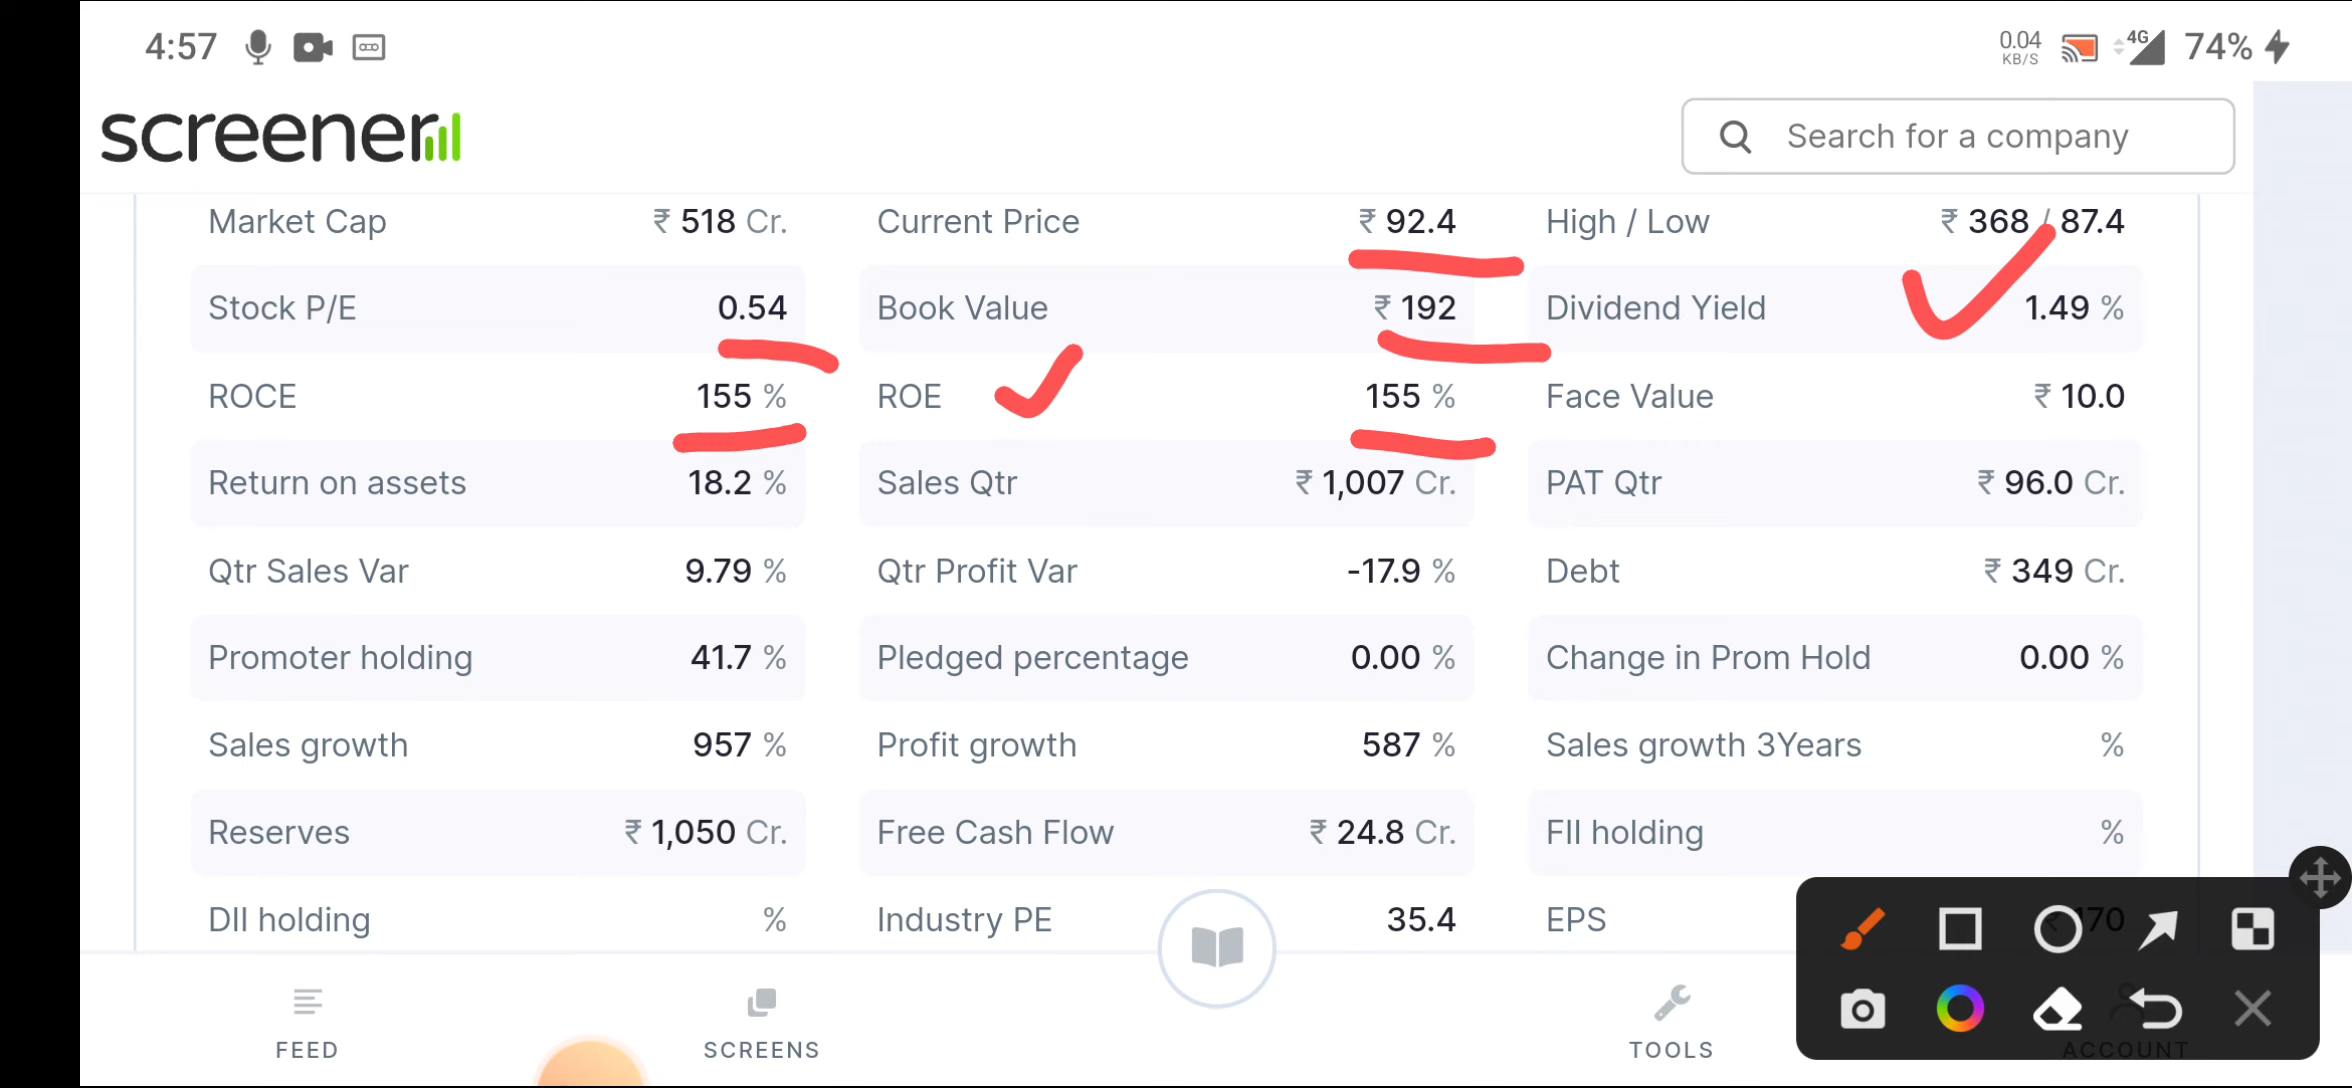 4:57 0.04 KB/S 4G 74%
screener Search for a company
Market Cap ₹ 518 Cr. Current Price ₹ 92.4 High / Low ₹ 368 / 87.4
Stock P/E 0.54 Book Value ₹ 192 Dividend Yield 1.49 %
ROCE 155 % ROE 155 % Face Value ₹ 10.0
Return on assets 18.2 % Sales Qtr ₹ 1,007 Cr. PAT Qtr ₹ 96.0 Cr.
Qtr Sales Var 9.79 % Qtr Profit Var -17.9 % Debt ₹ 349 Cr.
Promoter holding 41.7 % Pledged percentage 0.00 % Change in Prom Hold 0.00 %
Sales growth 957 % Profit growth 587 % Sales growth 3Years %
Reserves ₹ 1,050 Cr. Free Cash Flow ₹ 24.8 Cr. FII holding %
DII holding % Industry PE 35.4 EPS ₹ 170
FEED SCREENS TOOLS ACCOUNT